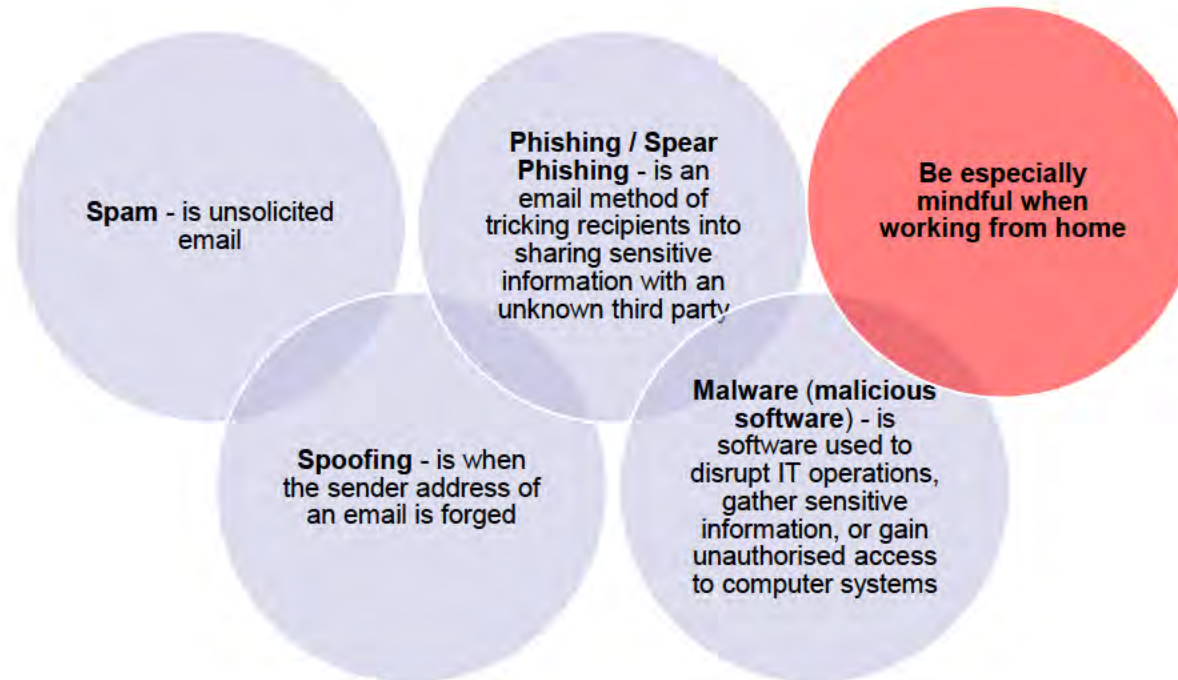 Spam - is unsolicited
email
Phishing / Spear
Phishing - is an
email method of
tricking recipients into
sharing sensitive
information with an
unknown third party
Be especially
mindful when
working from home
Spoofing - is when
the sender address of
an email is forged
Malware (malicious
software) - is
software used to
disrupt IT operations,
gather sensitive
information, or gain
unauthorised access
to computer systems